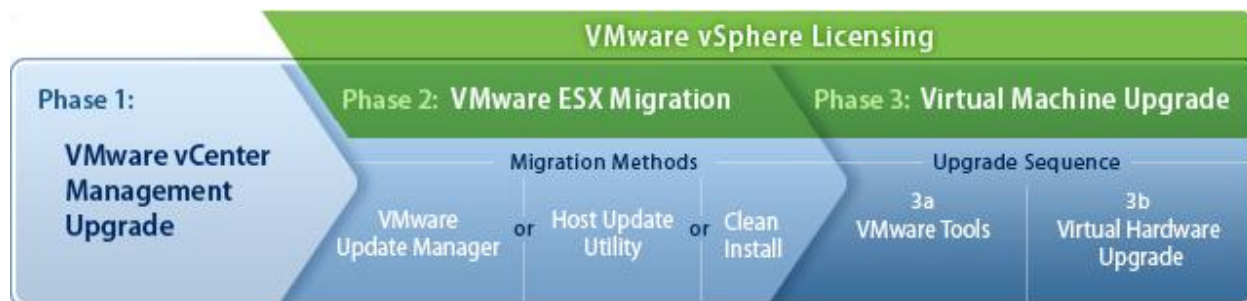 VMware vSphere Licensing
Phase 1:
VMware vCenter
Management
Upgrade
Phase 2: VMware ESX Migration
Migration Methods
VMware
Update Manager
or
Host Update
Utility
or
Clean
Install
Phase 3: Virtual Machine Upgrade
Upgrade Sequence
3a
VMware Tools
3b
Virtual Hardware
Upgrade